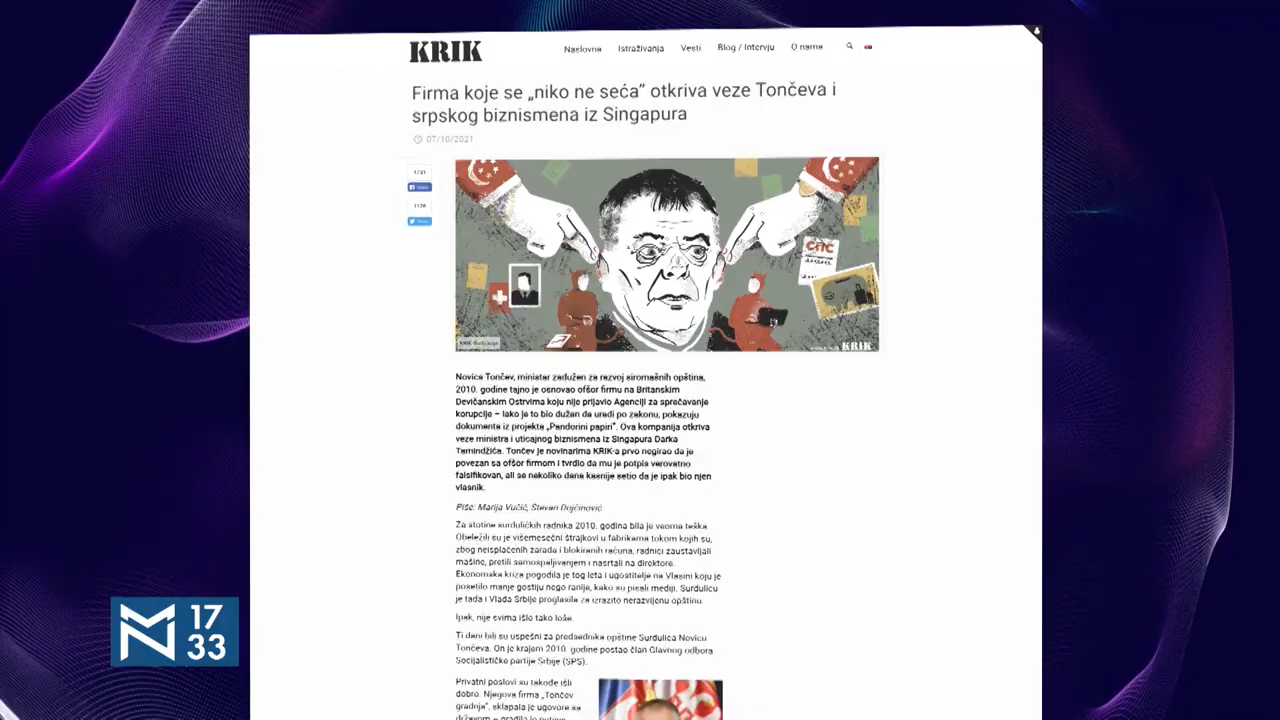 KRIK
Naslovna Istraživanja Vesti Blog / Intervju O nama
Firma koje se „niko ne seća” otkriva veze Tončeva i
srpskog biznismena iz Singapura
07/10/2021
Novica Tončev, ministar zadužen za razvoj siromašnih opština,
2010. godine tajno je osnovao ofšor firmu na Britanskim
Devičanskim Ostrvima koju nije prijavio Agenciji za sprečavanje
korupcije – iako je to bio dužan da uradi po zakonu, pokazuju
dokumenta iz projekta „Pandorini papiri”. Ova kompanija otkriva
veze ministra i uticajnog biznismena iz Singapura Darka
Tamindžića. Tončev je novinarima KRIK-a prvo negirao da je
povezan sa ofšor firmom i tvrdio da mu je potpis verovatno
falsifikovan, ali se nekoliko dana kasnije setio da je ipak bio njen
vlasnik.
Piše: Marija Vučić, Stevan Dojčinović
Za stotine surduličkih radnika 2010. godina bila je veoma teška.
Obeležili su je višemesečni štrajkovi u fabrikama tokom kojih su,
zbog neisplaćenih zarada i blokiranih računa, radnici zaustavljali
mašine, pretili samospaljivanjem i nasrtali na direktore.
Ekonomska kriza pogodila je tog leta i ugostitelje na Vlasini koju je
posetilo manje gostiju nego ranije, kako su pisali mediji. Surdulicu
je tada i Vlada Srbije proglasila za izrazito nerazvijenu opštinu.
Ipak, nije svima išlo tako loše.
Ti dani bili su uspešni za predsednika opštine Surdulica Novicu
Tončeva. On je krajem 2010. godine postao član Glavnog odbora
Socijalističke partije Srbije (SPS).
Privatni poslovi su takođe išli
dobro. Njegova firma „Tončev
gradnja”, sklapala je ugovore sa
državom – gradila je puteve
KRIK
N 17
33